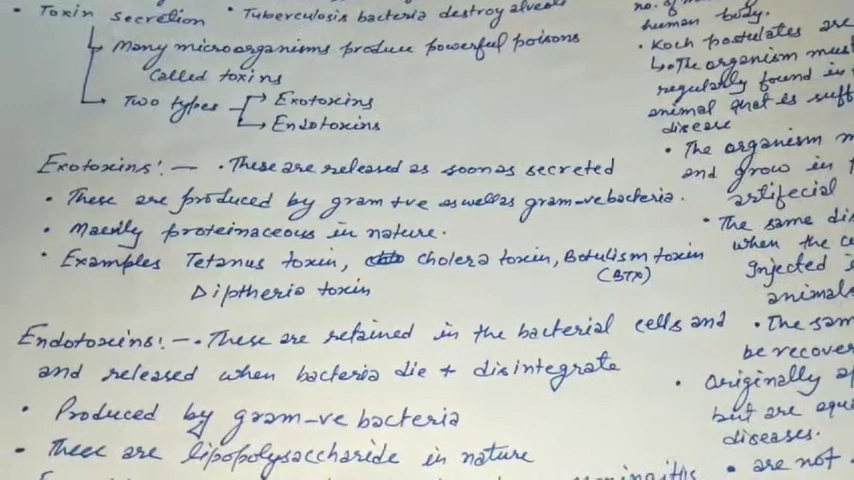 • Toxin secretion • Tuberculosis bacteria destroy alveoli
Many microorganisms produce powerful poisons
Called toxins
Two types → Exotoxins
→ Endotoxins
Exotoxins:— • These are released as soon as secreted
• These are produced by gram +ve as well as gram-ve bacteria.
• Mainly proteinaceous in nature.
• Examples Tetanus toxin, cholera toxin, Botulism toxin
(BTX)
Diptheria toxin
Endotoxins:— • These are retained in the bacterial cells and
and released when bacteria die + disintegrate
• Produced by gram-ve bacteria
• These are lipopolysaccharide in nature
meningitis
no. of
human body.
• Koch postulates are
↳ • The organism must
regularly found in
animal that is suff
disease
• The organism
and grow in
artifecial
• The same dis
when the
Injected
animals
• The sam
be recover
• Originally
but are equ
diseases.
• are not